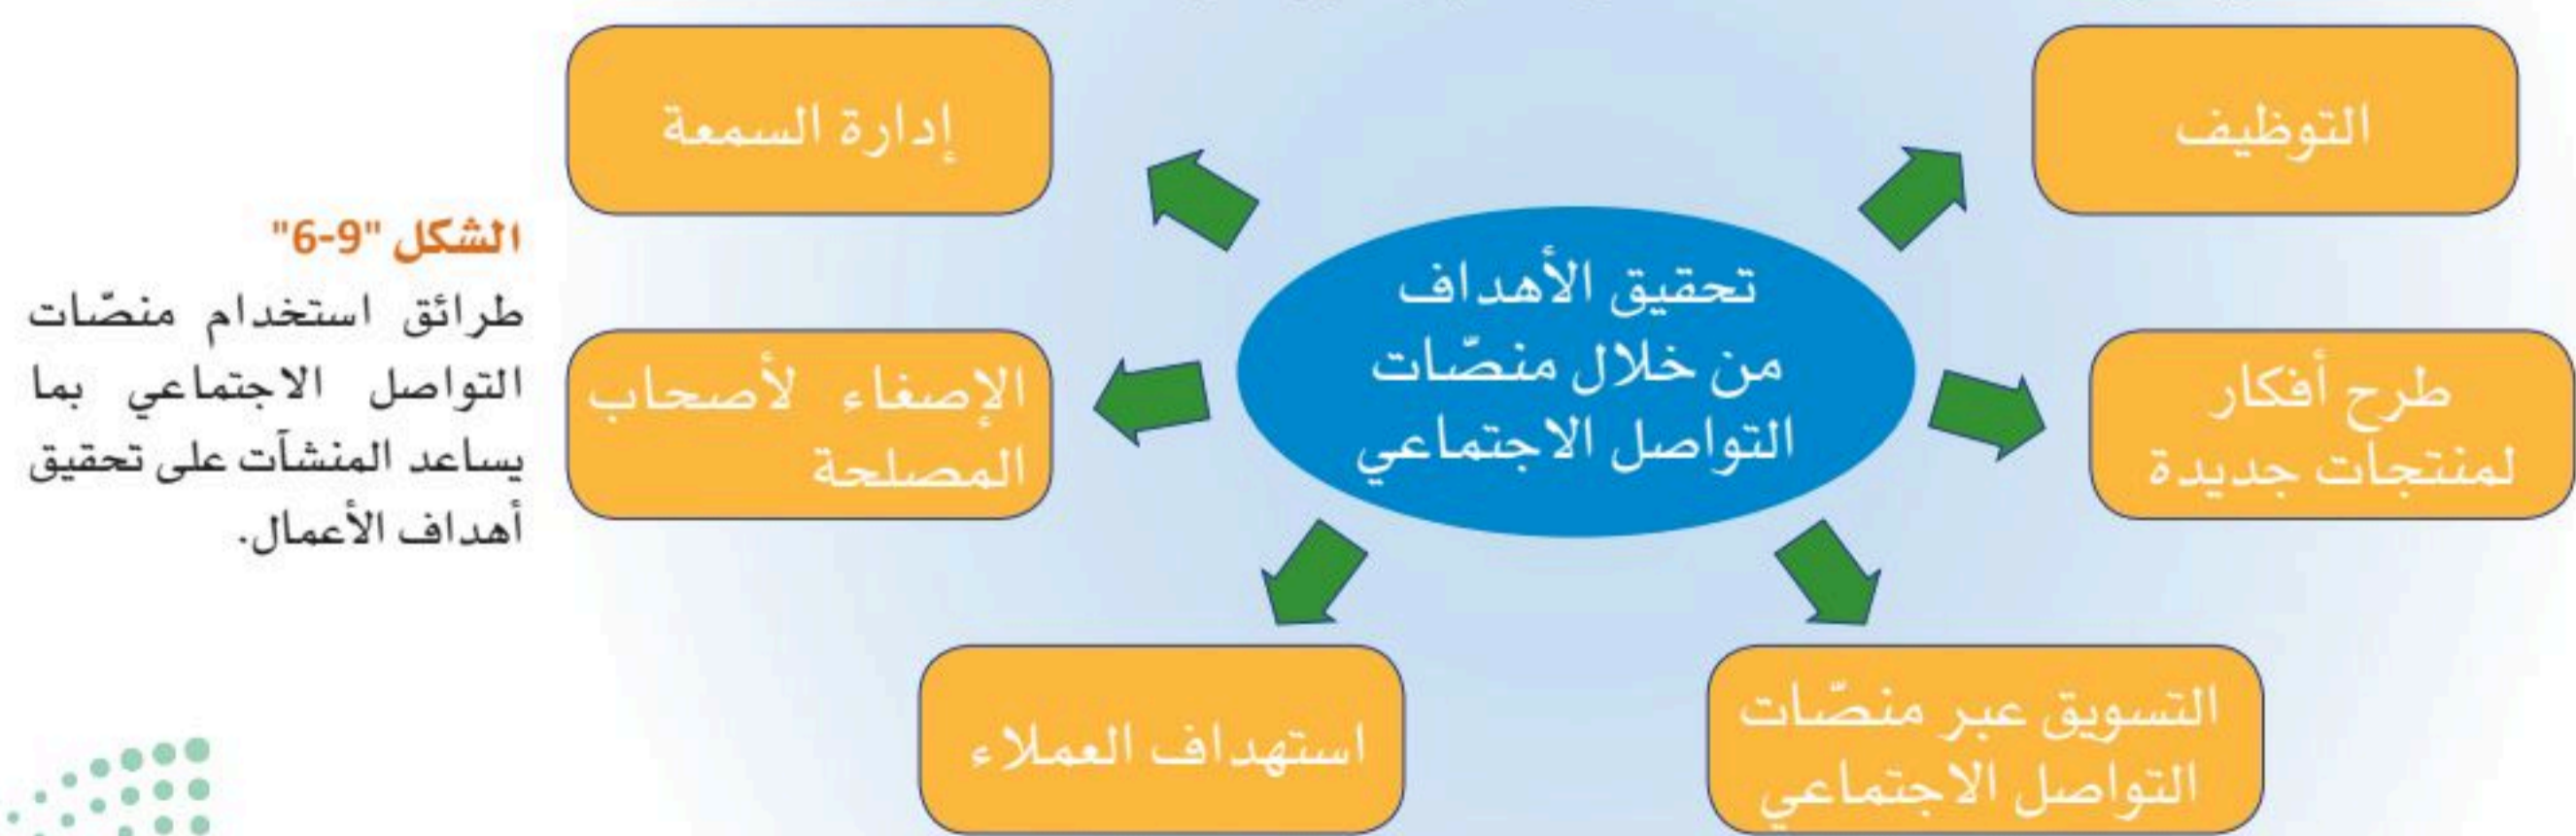 التوظيف
إدارة السمعة
تحقيق الأهداف
من خلال منصّات
التواصل الاجتماعي
طرح أفكار
لمنتجات جديدة
الإصغاء لأصحاب
المصلحة
التسويق عبر منصّات
التواصل الاجتماعي
استهداف العملاء
الشكل "9-6"
طرائق استخدام منصّات
التواصل الاجتماعي بما
يساعد المنشآت على تحقيق
أهداف الأعمال.